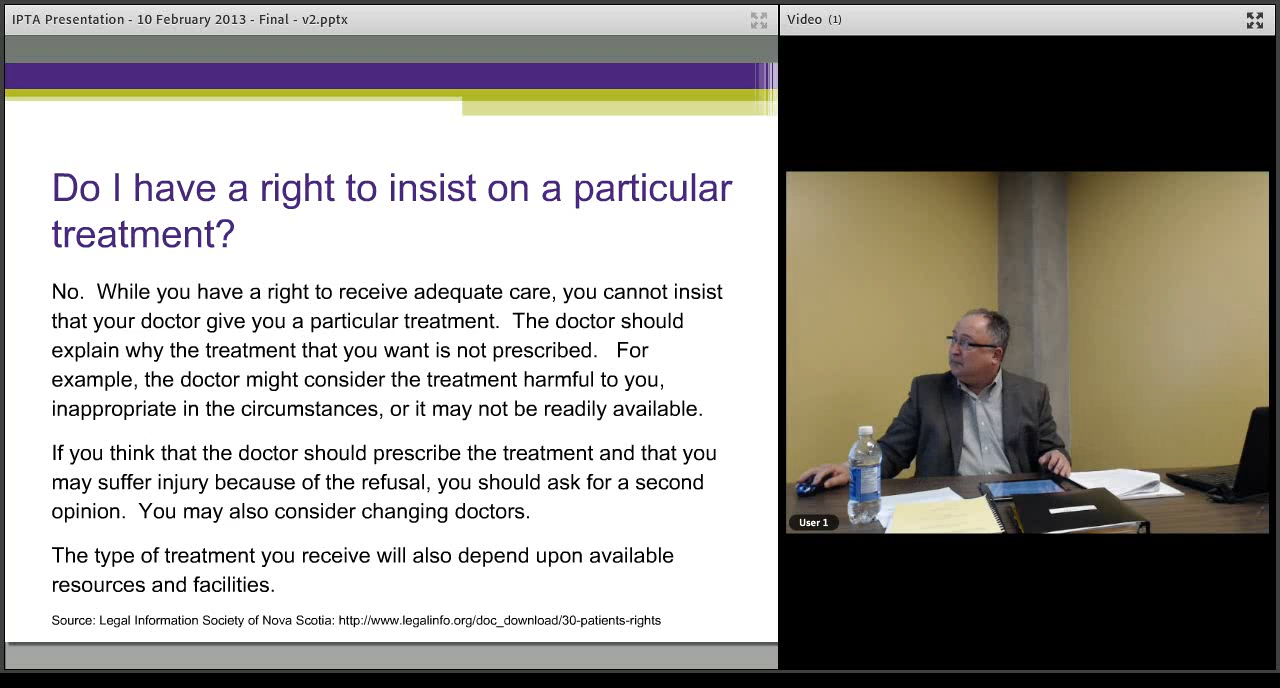 IPTA Presentation - 10 February 2013 - Final - v2.pptx
Video (1)
Do I have a right to insist on a particular
treatment?
No. While you have a right to receive adequate care, you cannot insist
that your doctor give you a particular treatment. The doctor should
explain why the treatment that you want is not prescribed. For
example, the doctor might consider the treatment harmful to you,
inappropriate in the circumstances, or it may not be readily available.
If you think that the doctor should prescribe the treatment and that you
may suffer injury because of the refusal, you should ask for a second
opinion. You may also consider changing doctors.
The type of treatment you receive will also depend upon available
resources and facilities.
Source: Legal Information Society of Nova Scotia: http://www.legalinfo.org/doc_download/30-patients-rights
User 1